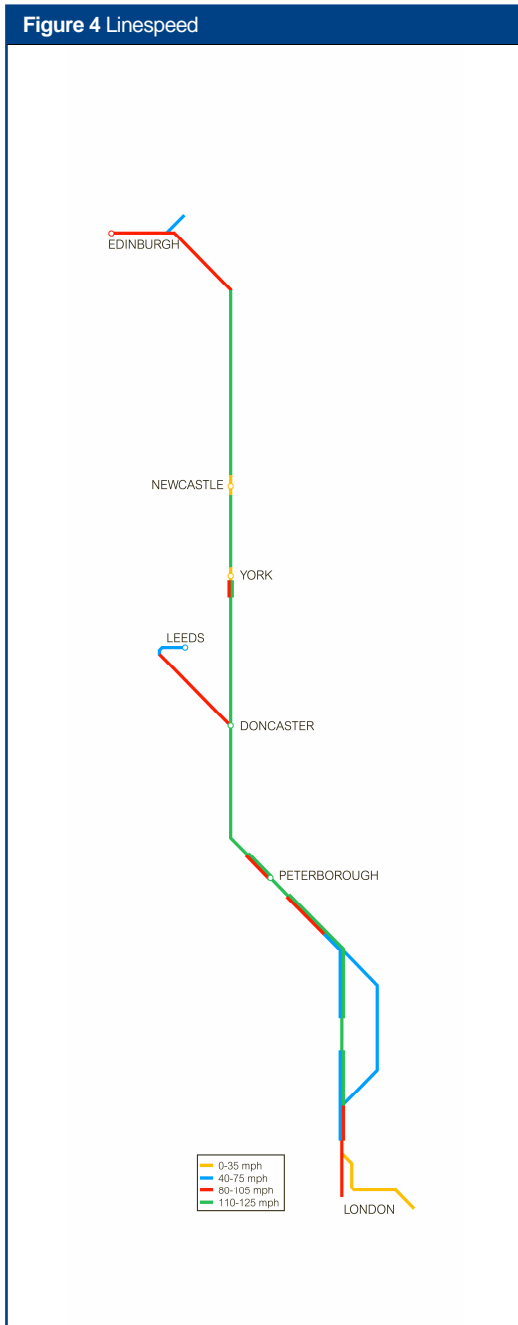 Figure 4 Linespeed
EDINBURGH
NEWCASTLE
YORK
LEEDS
DONCASTER
PETERBOROUGH
0-35 mph
40-75 mph
80-105 mph
110-125 mph
LONDON